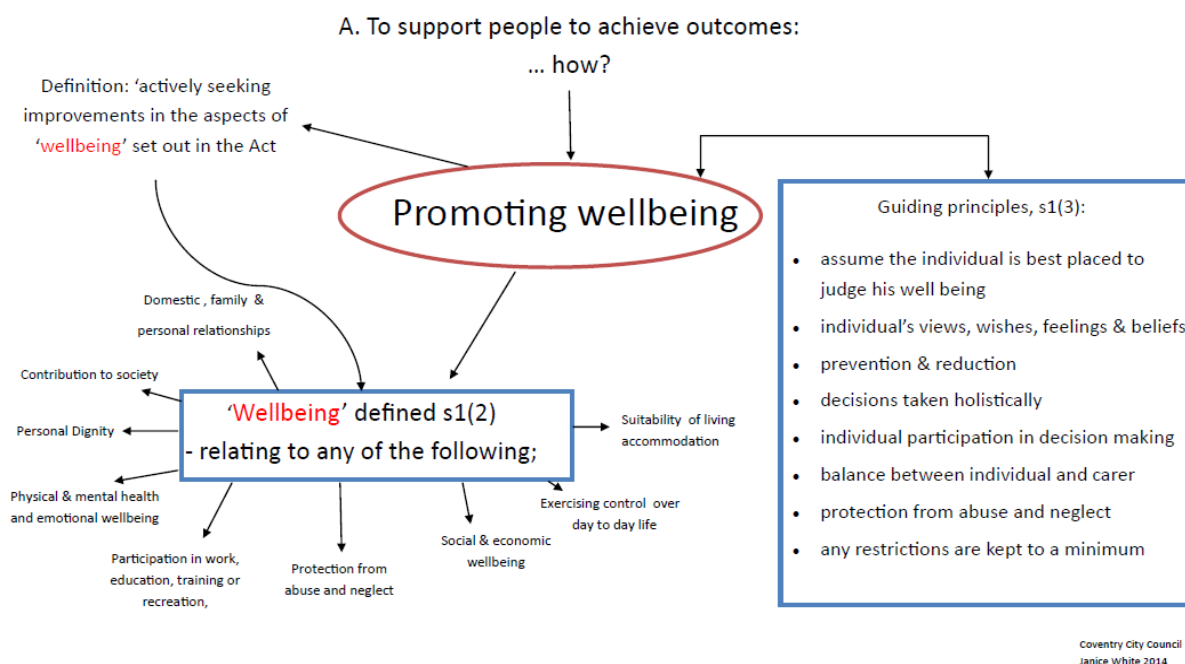 A. To support people to achieve outcomes:
... how?
Definition: ‘actively seeking
improvements in the aspects of
‘wellbeing’ set out in the Act
Promoting wellbeing
Guiding principles, s1(3):
• assume the individual is best placed to
judge his well being
• individual’s views, wishes, feelings & beliefs
• prevention & reduction
• decisions taken holistically
• individual participation in decision making
• balance between individual and carer
• protection from abuse and neglect
• any restrictions are kept to a minimum
Domestic , family &
personal relationships
Contribution to society
Personal Dignity
Physical & mental health
and emotional wellbeing
‘Wellbeing’ defined s1(2)
- relating to any of the following;
Suitability of living
accommodation
Exercising control over
day to day life
Social & economic
wellbeing
Protection from
abuse and neglect
Participation in work,
education, training or
recreation,
Coventry City Council
Janice White 2014